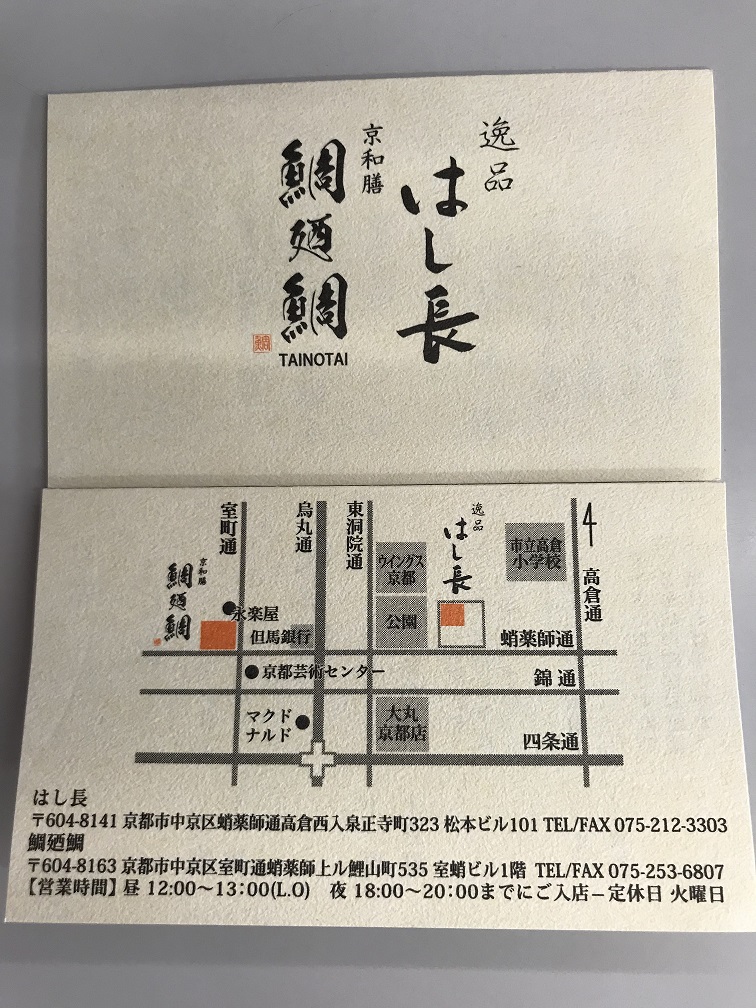 逸品
はし長
京和膳
鯛廼鯛
鯛
TAINOTAI
室町通
烏丸通
東洞院通
逸品
はし長
ウイングス
京都
市立高倉
小学校
高倉通
京和膳
鯛廼鯛
永楽屋
但馬銀行
公園
蛸薬師通
京都芸術センター
錦通
マクド
ナルド
大丸
京都店
四条通
はし長
〒604-8141 京都市中京区蛸薬師通高倉西入泉正寺町323 松本ビル101 TEL/FAX 075-212-3303
鯛廼鯛
〒604-8163 京都市中京区室町通蛸薬師上ル鯉山町535 室蛸ビル1階 TEL/FAX 075-253-6807
【営業時間】昼 12:00〜13:00(L.O) 夜 18:00〜20:00までにご入店 – 定休日 火曜日